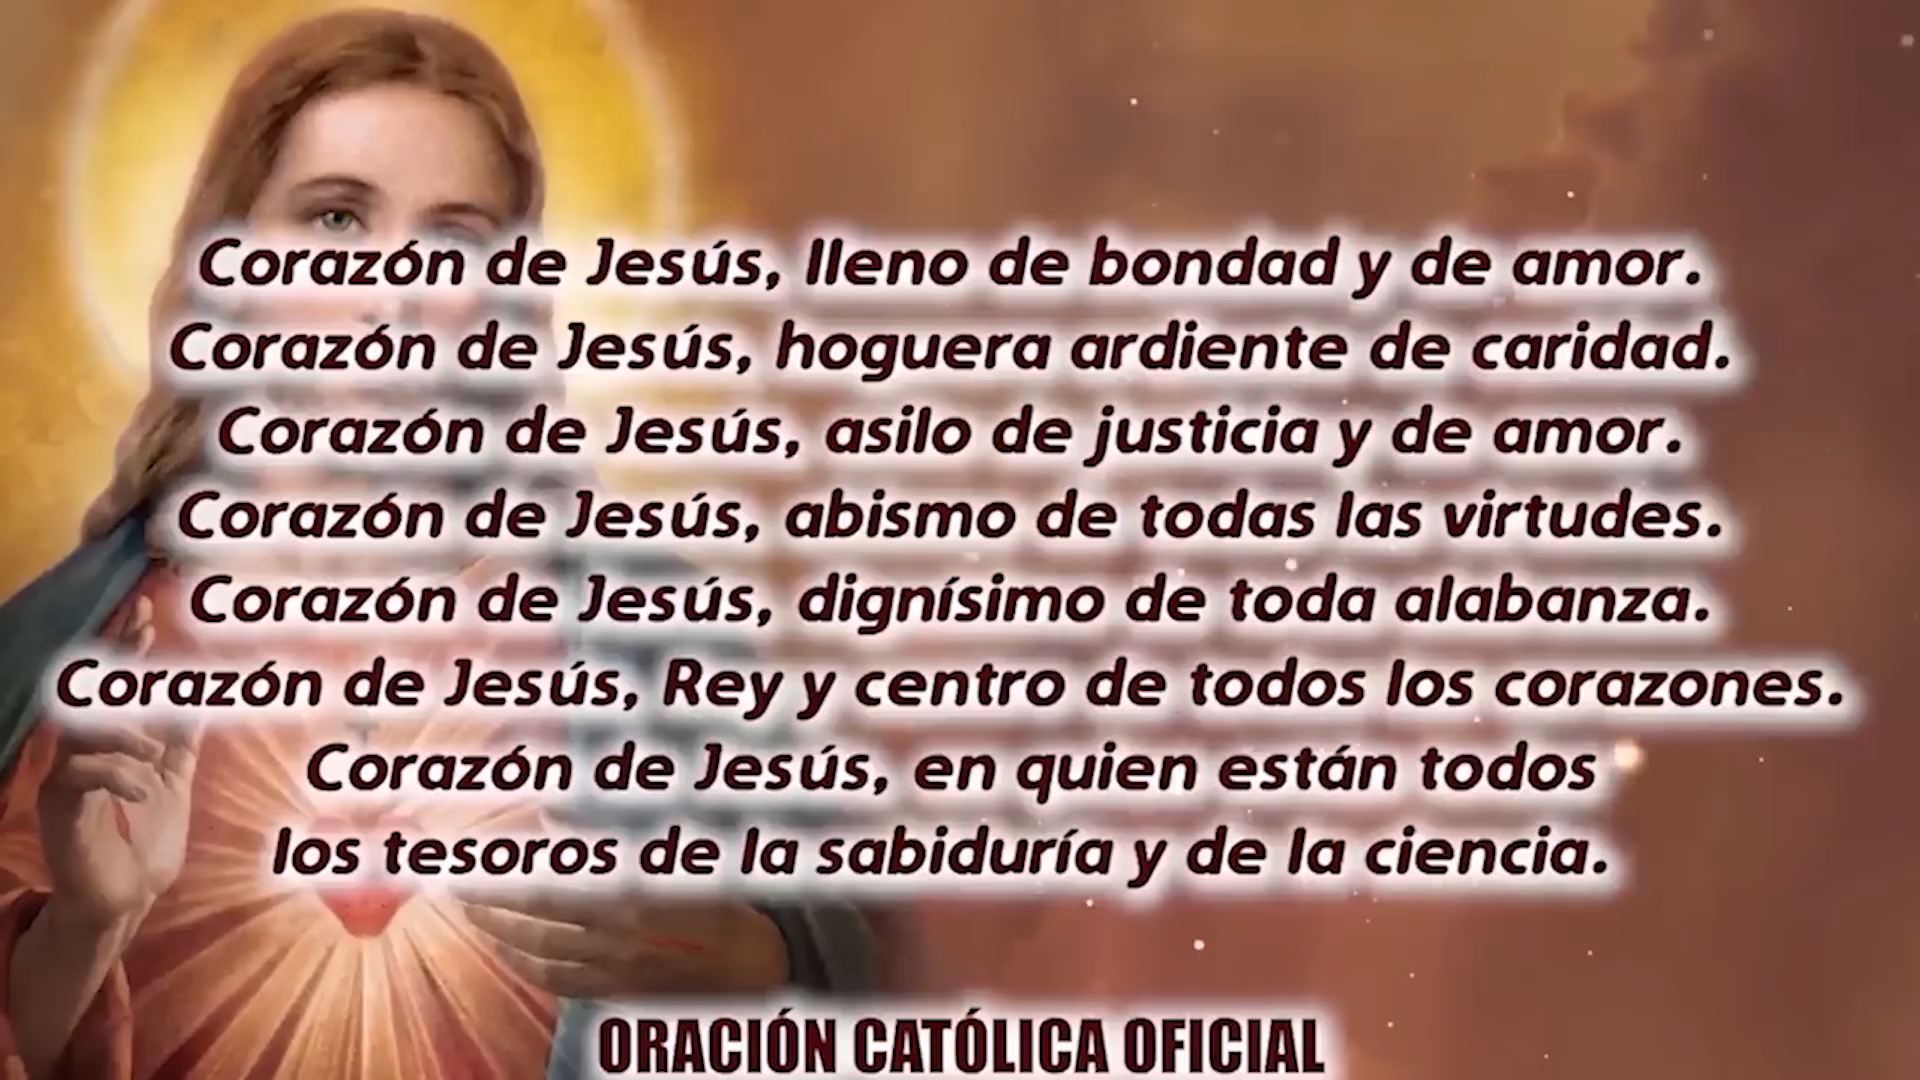 Corazón de Jesús, lleno de bondad y de amor.
Corazón de Jesús, hoguera ardiente de caridad.
Corazón de Jesús, asilo de justicia y de amor.
Corazón de Jesús, abismo de todas las virtudes.
Corazón de Jesús, dignísimo de toda alabanza.
Corazón de Jesús, Rey y centro de todos los corazones.
Corazón de Jesús, en quien están todos
los tesoros de la sabiduría y de la ciencia.
ORACIÓN CATÓLICA OFICIAL